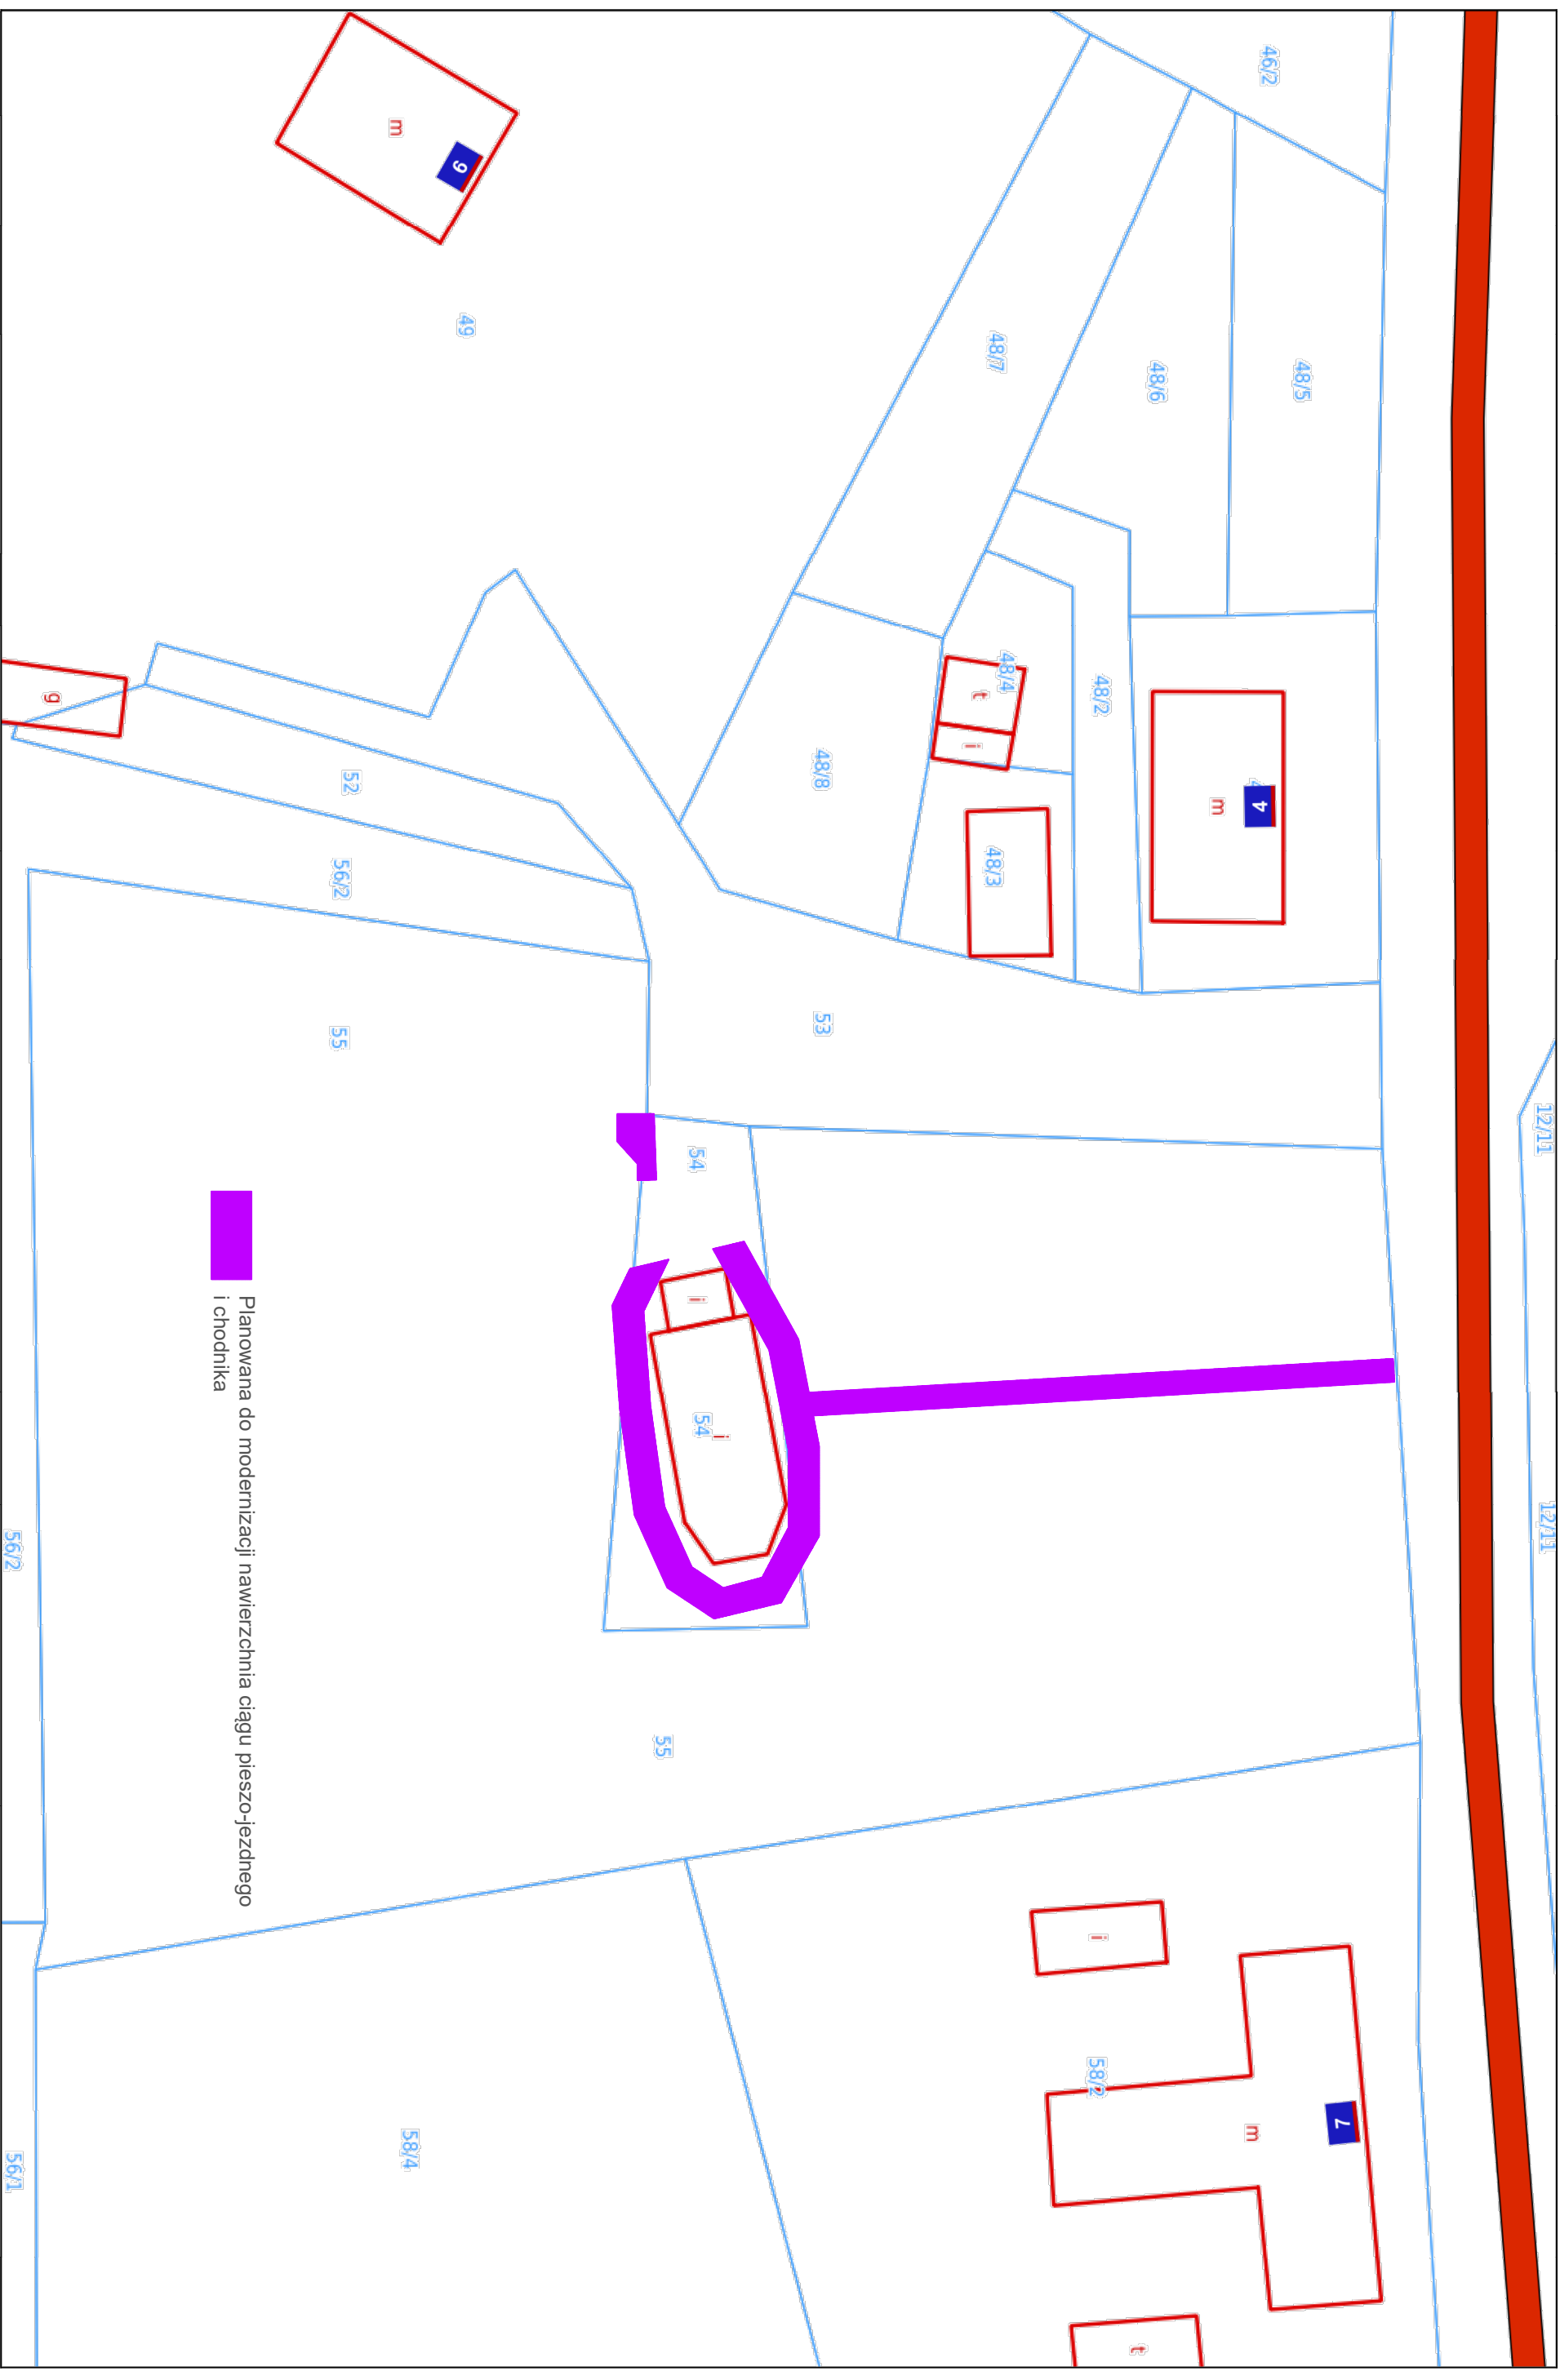 46/2
48/5
48/6
48/7
49
m
6
48/4
t
i
48/2
4
m
48/3
48/8
g
52
56/2
55
53
12/11
54
i
54
i
12/11
56/2
55
Planowana do modernizacji nawierzchnia ciągu pieszo-jezdnego
i chodnika
i
58/2
m
7
58/4
56/1
t